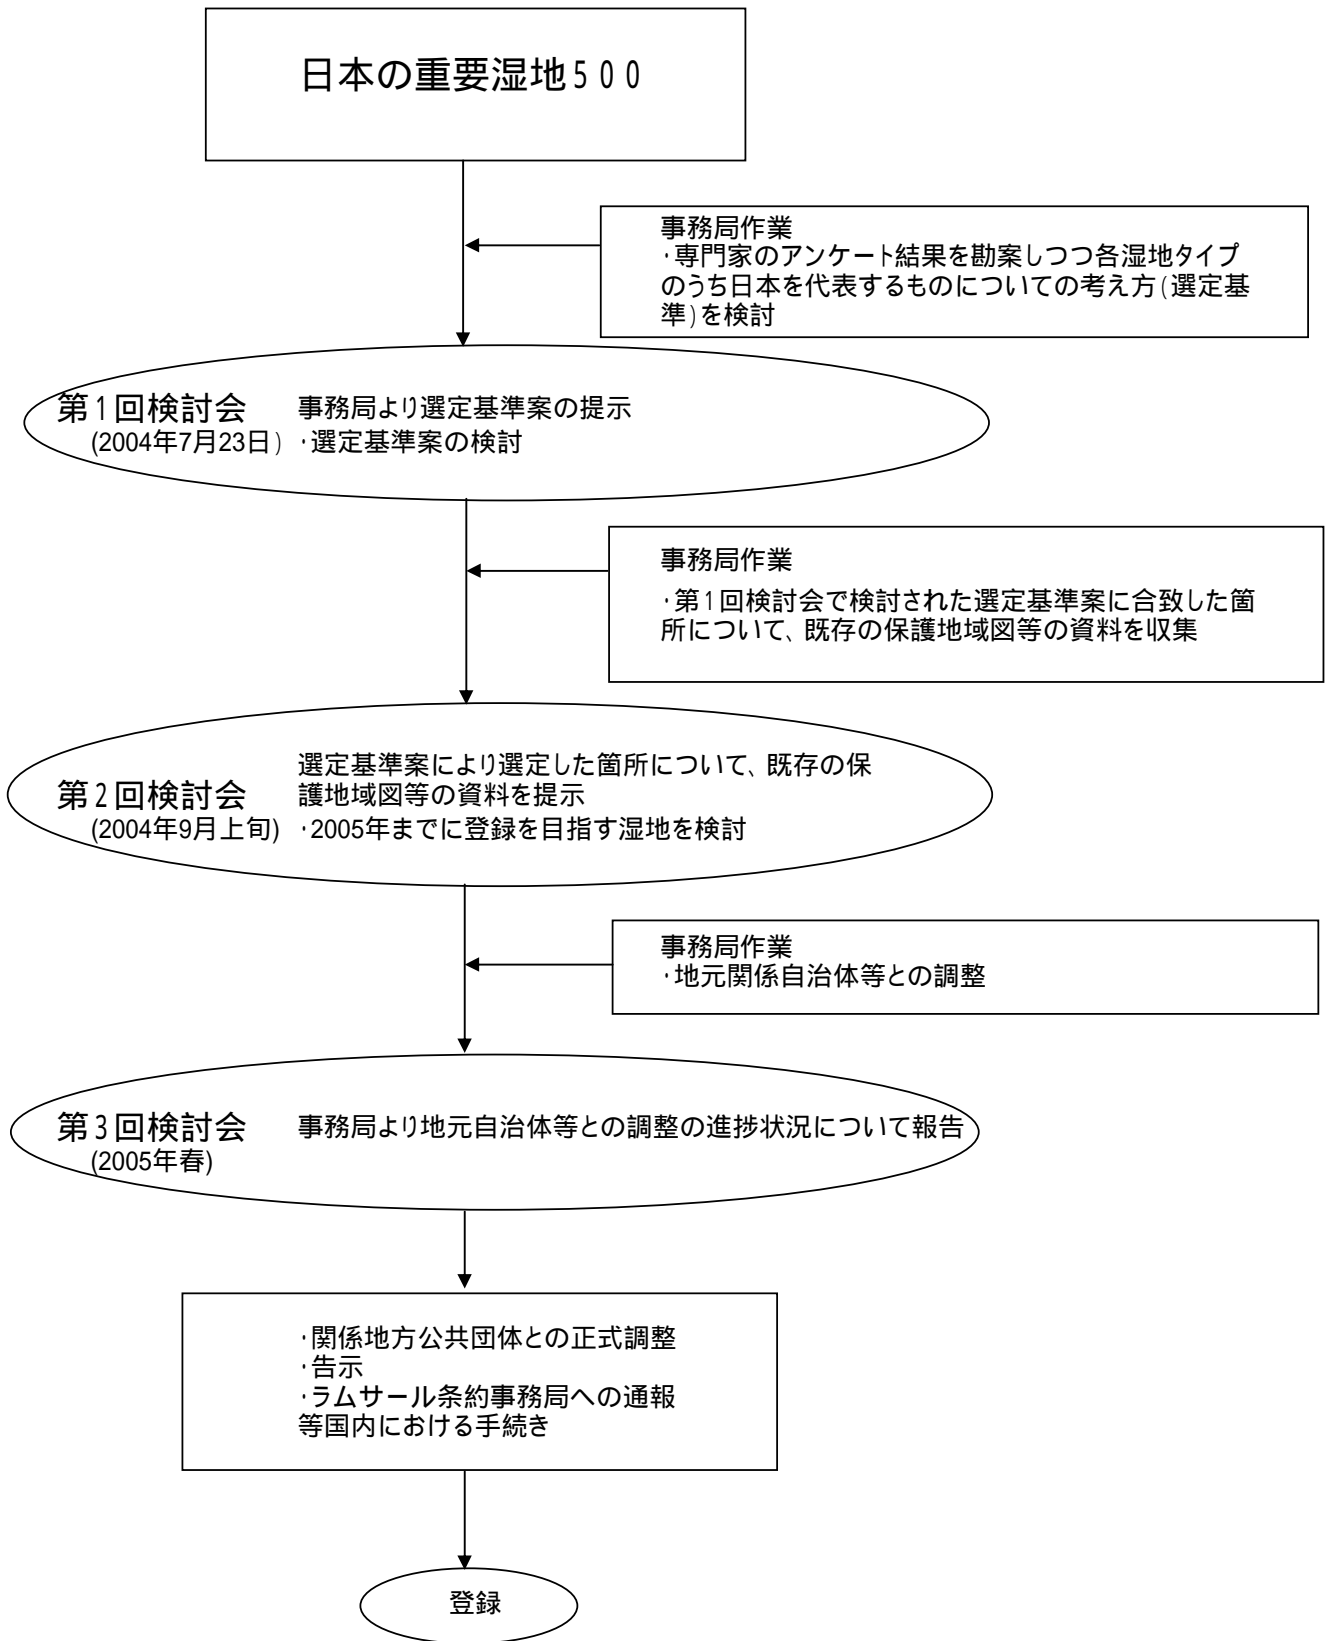 日本の重要湿地500
事務局作業
・専門家のアンケート結果を勘案しつつ各湿地タイプ
のうち日本を代表するものについての考え方(選定基
準)を検討
第1回検討会 事務局より選定基準案の提示
(2004年7月23日) ・選定基準案の検討
事務局作業
・第1回検討会で検討された選定基準案に合致した箇
所について、既存の保護地域図等の資料を収集
選定基準案により選定した箇所について、既存の保
第2回検討会 護地域図等の資料を提示
(2004年9月上旬) ・2005年までに登録を目指す湿地を検討
事務局作業
・地元関係自治体等との調整
第3回検討会 事務局より地元自治体等との調整の進捗状況について報告
(2005年春)
・関係地方公共団体との正式調整
・告示
・ラムサール条約事務局への通報
等国内における手続き
登録